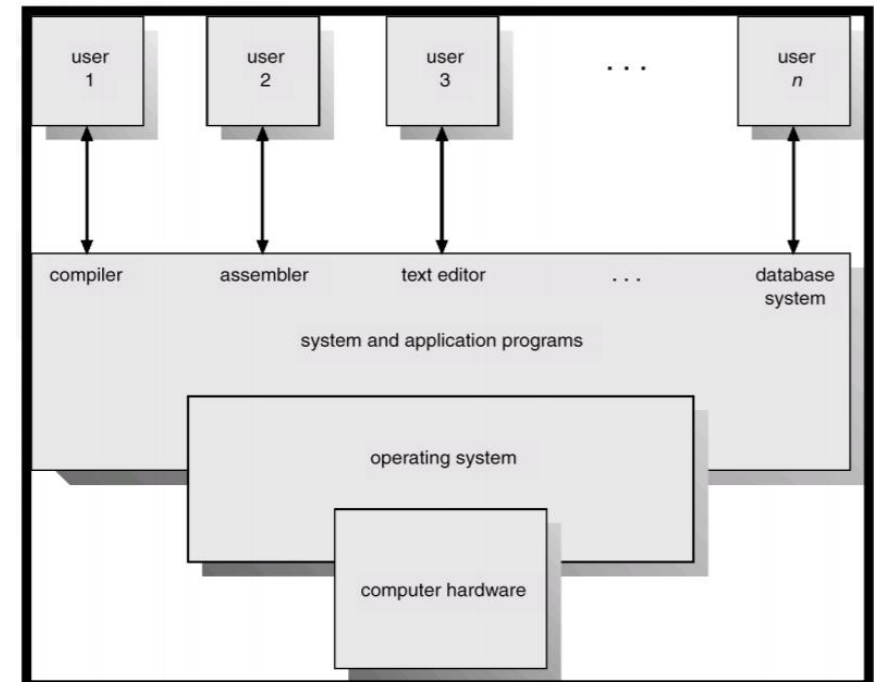 user
1
user
2
user
3
. . .
user
n
compiler
assembler
text editor
. . .
database
system
system and application programs
operating system
computer hardware